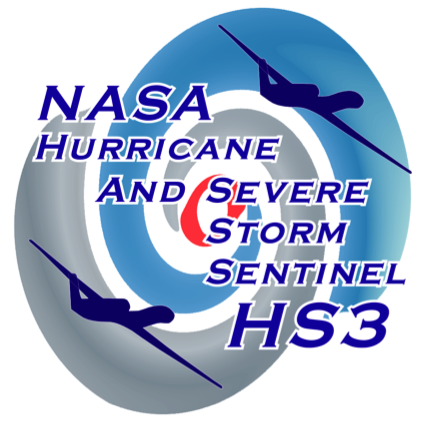 NASA
HURRICANE
AND SEVERE
STORM
SENTINEL
HS3